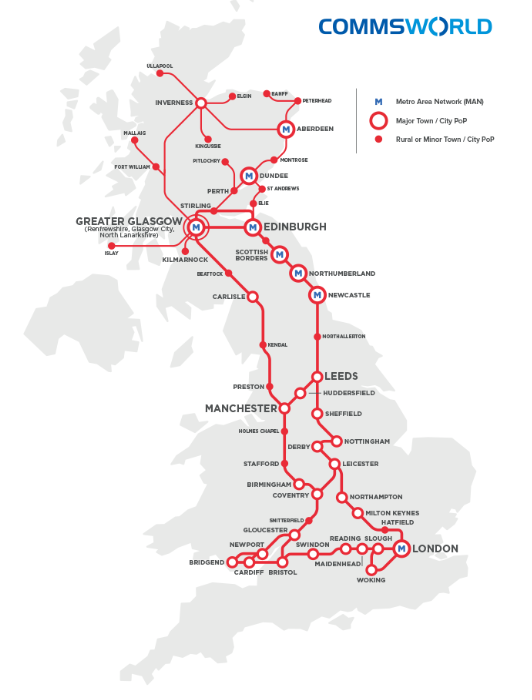 COMMSWORLD
M Metro Area Network (MAN)
Major Town / City PoP
Rural or Minor Town / City PoP
ULLAPOOL
INVERNESS
ELGIN
BANFF
PETERHEAD
M ABERDEEN
MALLAIG
KINGUSSIE
PITLOCHRY
MONTROSE
FORT WILLIAM
M DUNDEE
PERTH
ST ANDREWS
STIRLING
ELIE
GREATER GLASGOW M
(Renfrewshire, Glasgow City,
North Lanarkshire)
M EDINBURGH
ISLAY
KILMARNOCK
SCOTTISH
BORDERS M
BEATTOCK
M NORTHUMBERLAND
CARLISLE
M NEWCASTLE
KENDAL
NORTHALLERTON
LEEDS
PRESTON
HUDDERSFIELD
MANCHESTER
SHEFFIELD
HOLMES CHAPEL
NOTTINGHAM
DERBY
STAFFORD
LEICESTER
BIRMINGHAM
COVENTRY
NORTHAMPTON
MILTON KEYNES
SNITTERFIELD
HATFIELD
GLOUCESTER
NEWPORT
SWINDON
READING
SLOUGH
M LONDON
BRIDGEND
CARDIFF
BRISTOL
MAIDENHEAD
WOKING